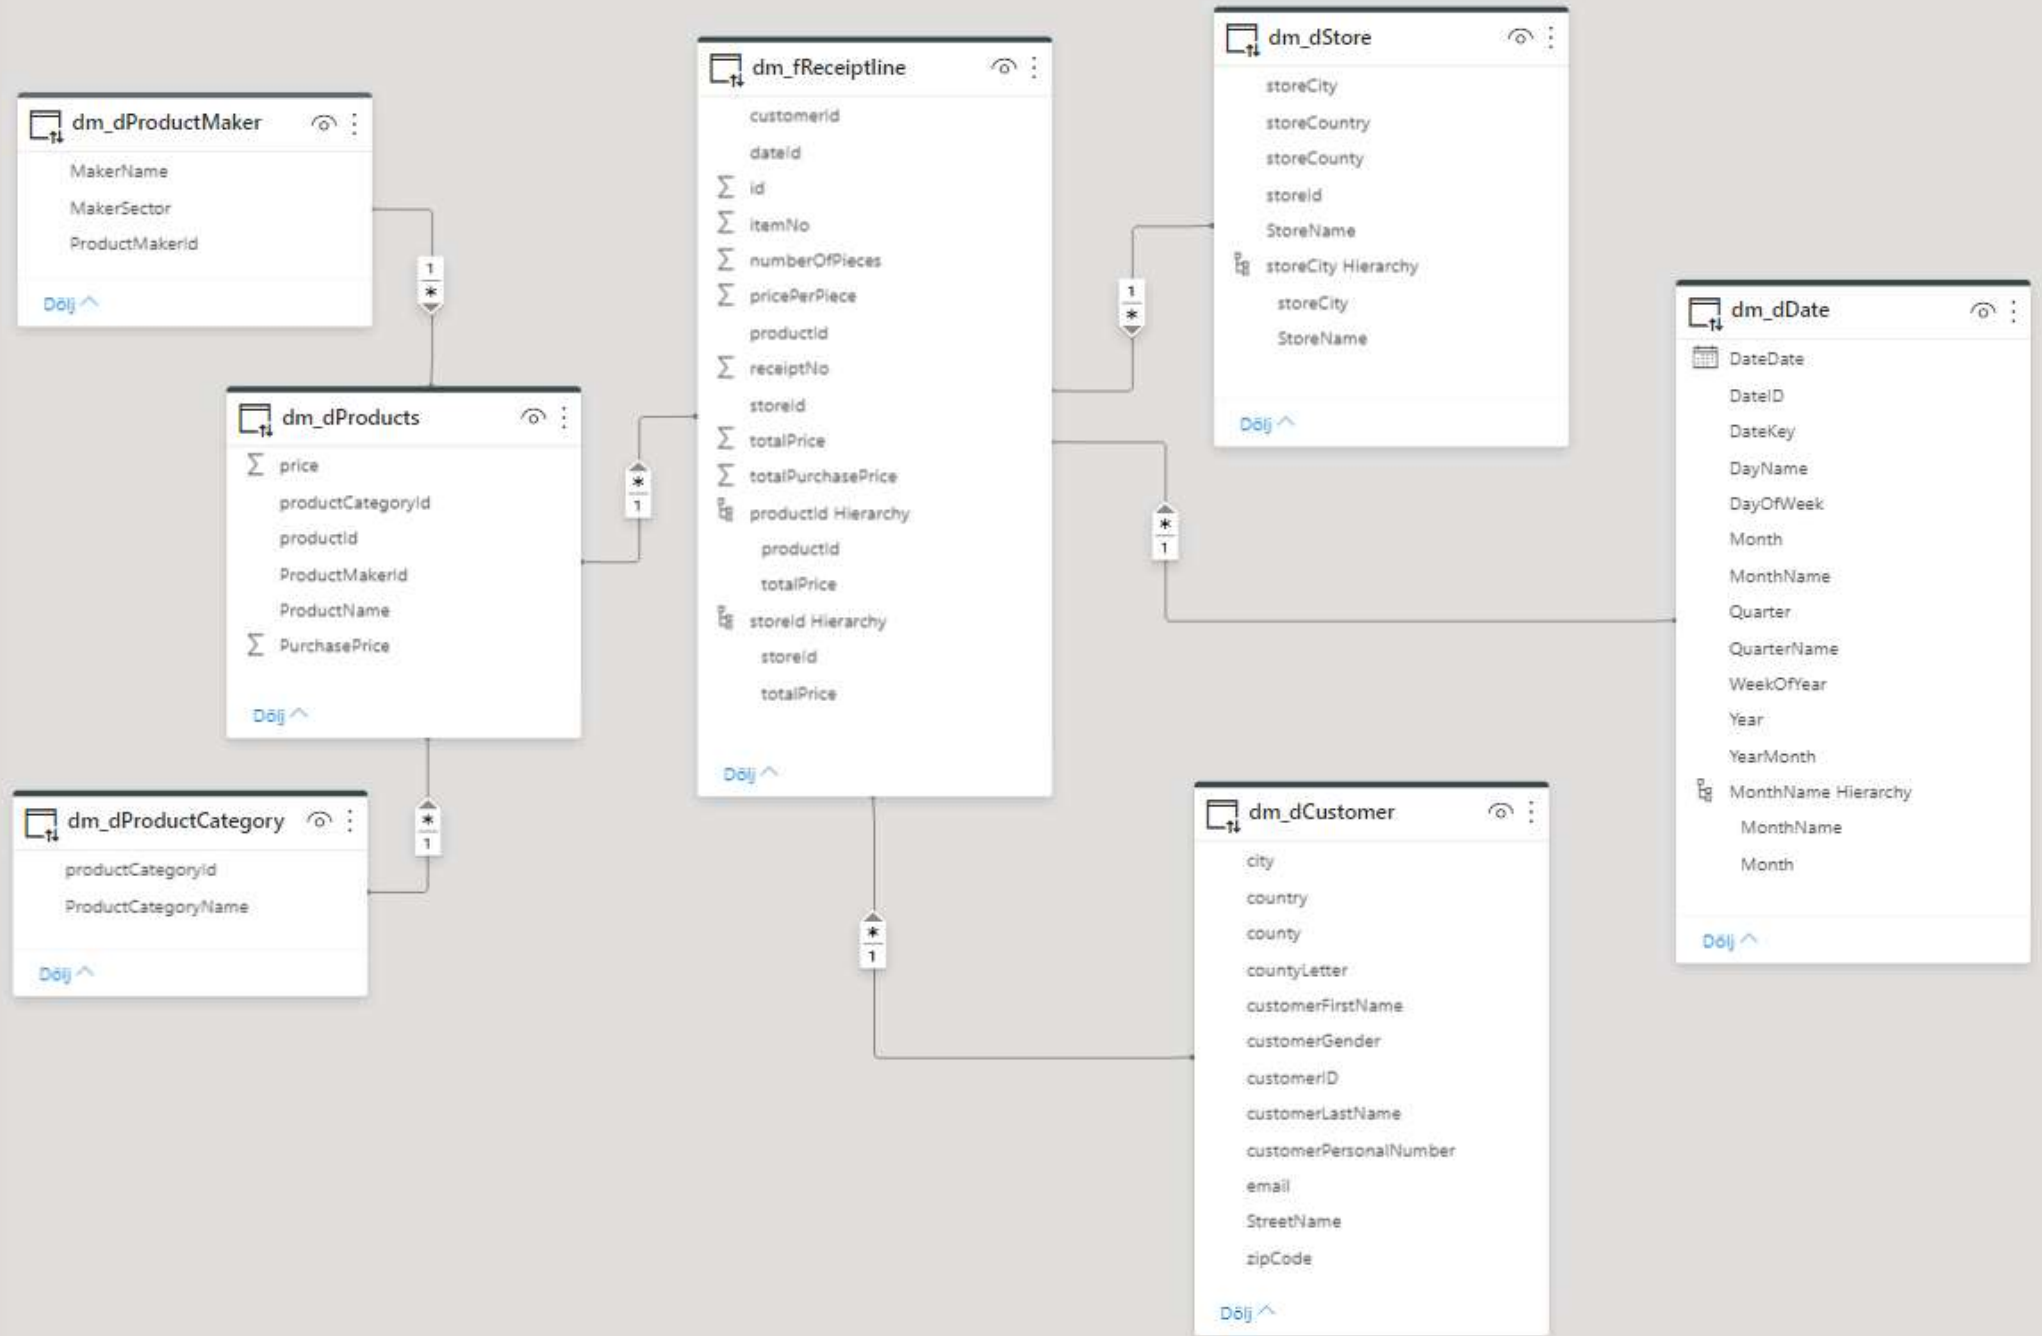 dm_dProductMaker
MakerName
MakerSector
ProductMakerId
Dölj
1
*
dm_dProducts
price
productCategoryId
productId
ProductMakerId
ProductName
PurchasePrice
Dölj
*
1
dm_dProductCategory
productCategoryId
ProductCategoryName
Dölj
*
1
dm_fReceiptline
customerId
dateId
id
itemNo
numberOfPieces
pricePerPiece
productId
receiptNo
storeId
totalPrice
totalPurchasePrice
productId Hierarchy
productId
totalPrice
storeId Hierarchy
storeId
totalPrice
Dölj
1
*
*
1
*
1
dm_dStore
storeCity
storeCountry
storeCounty
storeId
StoreName
storeCity Hierarchy
storeCity
StoreName
Dölj
dm_dDate
DateDate
DateID
DateKey
DayName
DayOfWeek
Month
MonthName
Quarter
QuarterName
WeekOfYear
Year
YearMonth
MonthName Hierarchy
MonthName
Month
Dölj
dm_dCustomer
city
country
county
countyLetter
customerFirstName
customerGender
customerID
customerLastName
customerPersonalNumber
email
StreetName
zipCode
Dölj